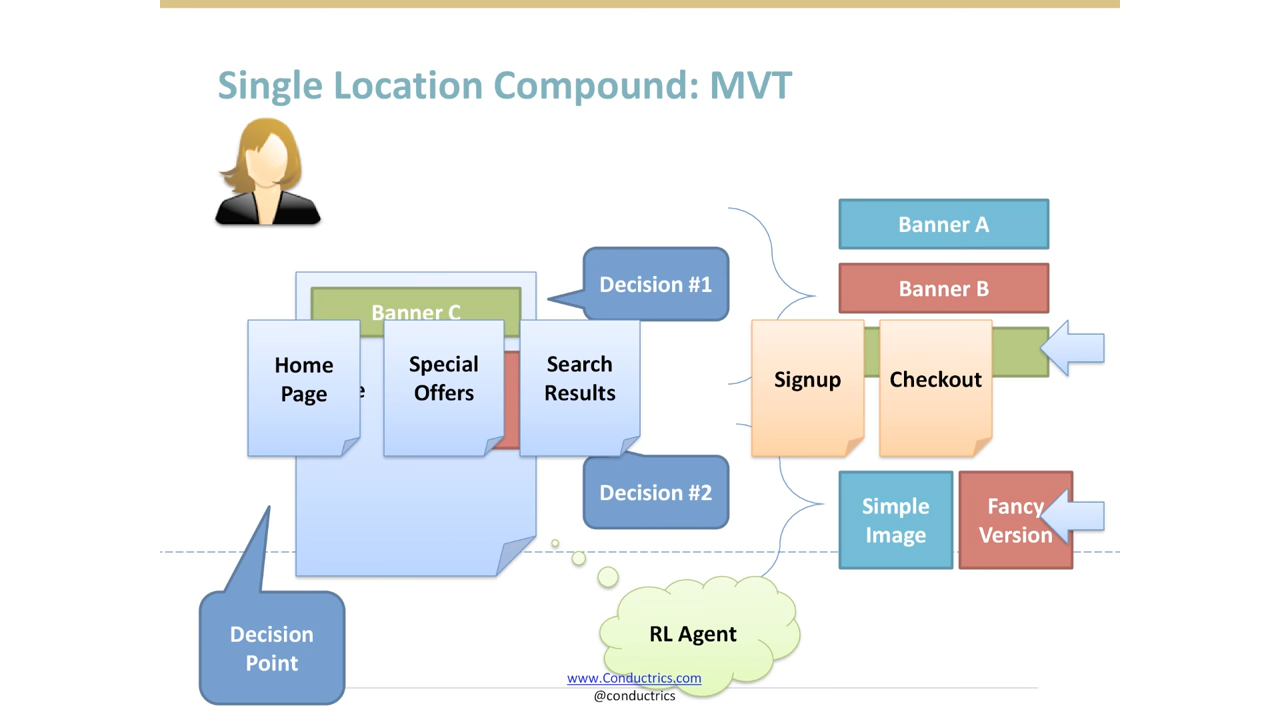 Single Location Compound: MVT
Banner A
Decision #1
Banner B
Banner C
Home
Page
Special
Offers
Search
Results
Signup
Checkout
e
Decision #2
Simple
Image
Fancy
Version
Decision
Point
RL Agent
www.Conductrics.com
@conductrics